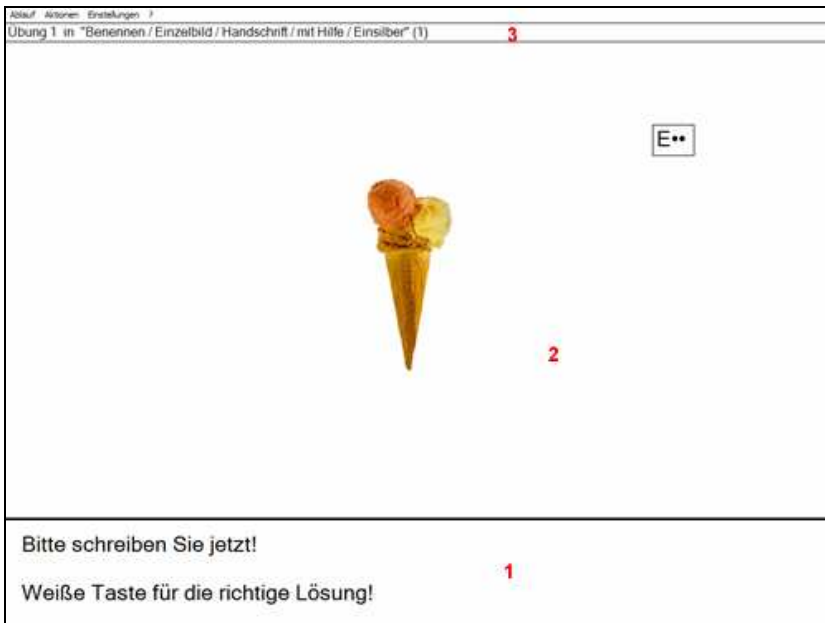 Ablauf Aktionen Einstellungen ?
Übung 1 in "Benennen / Einzelbild / Handschrift / mit Hilfe / Einsilber" (1) 3
E••
2
Bitte schreiben Sie jetzt!
1
Weiße Taste für die richtige Lösung!